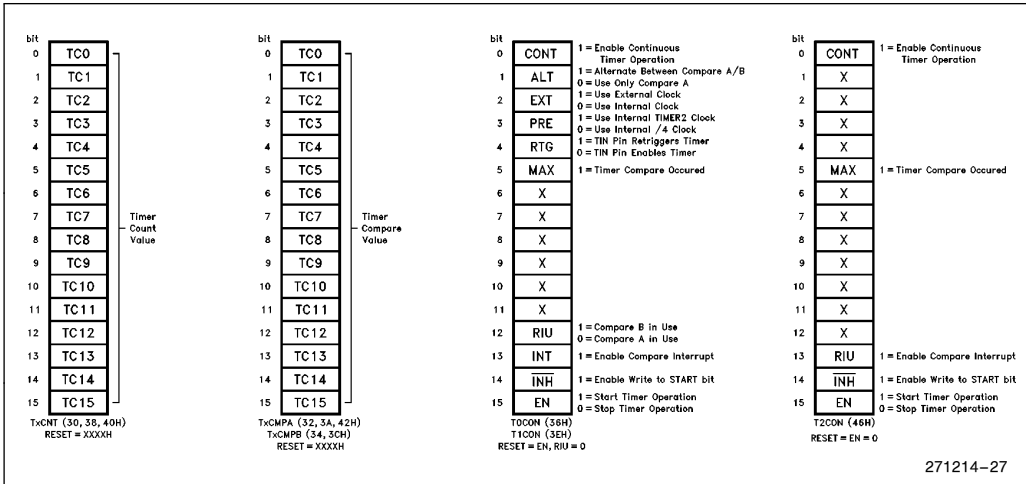 bit
0 TC0
1 TC1
2 TC2
3 TC3
4 TC4
5 TC5
6 TC6
7 TC7
8 TC8
9 TC9
10 TC10
11 TC11
12 TC12
13 TC13
14 TC14
15 TC15
Timer
Count
Value
TxCNT (30, 38, 40H)
RESET = XXXXH
bit
0 TC0
1 TC1
2 TC2
3 TC3
4 TC4
5 TC5
6 TC6
7 TC7
8 TC8
9 TC9
10 TC10
11 TC11
12 TC12
13 TC13
14 TC14
15 TC15
Timer
Compare
Value
TxCMPA (32, 3A, 42H)
TxCMPB (34, 3CH)
RESET = XXXXH
bit
0 CONT 1 = Enable Continuous
Timer Operation
1 ALT 1 = Alternate Between Compare A/B
0 = Use Only Compare A
2 EXT 1 = Use External Clock
0 = Use Internal Clock
3 PRE 1 = Use Internal TIMER2 Clock
0 = Use Internal /4 Clock
4 RTG 1 = TIN Pin Retriggers Timer
0 = TIN Pin Enables Timer
5 MAX 1 = Timer Compare Occured
6 X
7 X
8 X
9 X
10 X
11 X
12 RIU 1 = Compare B in Use
0 = Compare A in Use
13 INT 1 = Enable Compare Interrupt
14 I̅N̅H̅ 1 = Enable Write to START bit
15 EN 1 = Start Timer Operation
0 = Stop Timer Operation
T0CON (36H)
T1CON (3EH)
RESET = EN, RIU = 0
bit
0 CONT 1 = Enable Continuous
Timer Operation
1 X
2 X
3 X
4 X
5 MAX 1 = Timer Compare Occured
6 X
7 X
8 X
9 X
10 X
11 X
12 X
13 RIU 1 = Enable Compare Interrupt
14 I̅N̅H̅ 1 = Enable Write to START bit
15 EN 1 = Start Timer Operation
0 = Stop Timer Operation
T2CON (46H)
RESET = EN = 0
271214–27